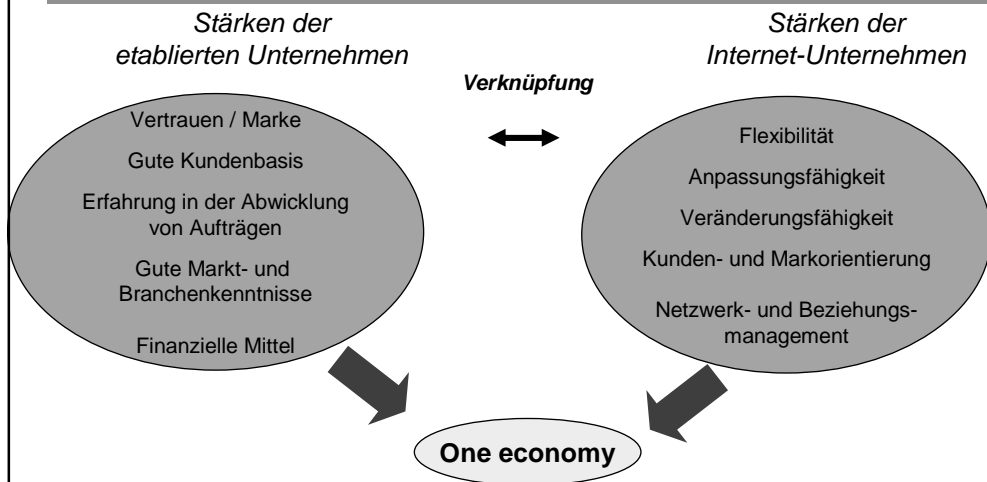 Stärken der
etablierten Unternehmen
Stärken der
Internet-Unternehmen
Verknüpfung
Vertrauen / Marke
Gute Kundenbasis
Erfahrung in der Abwicklung
von Aufträgen
Gute Markt- und
Branchenkenntnisse
Finanzielle Mittel
Flexibilität
Anpassungsfähigkeit
Veränderungsfähigkeit
Kunden- und Markorientierung
Netzwerk- und Beziehungs-
management
One economy